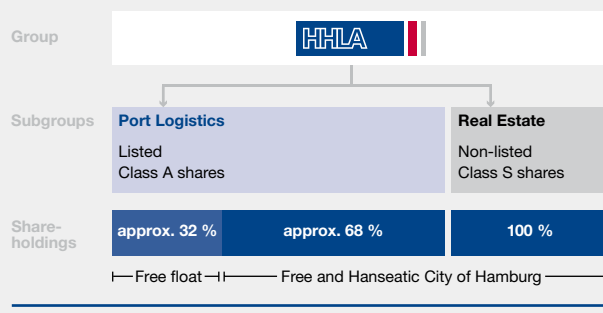 Group
HHLA
Subgroups
Port Logistics
Listed
Class A shares
Real Estate
Non-listed
Class S shares
Share-
holdings
approx. 32 %
approx. 68 %
100 %
Free float
Free and Hanseatic City of Hamburg